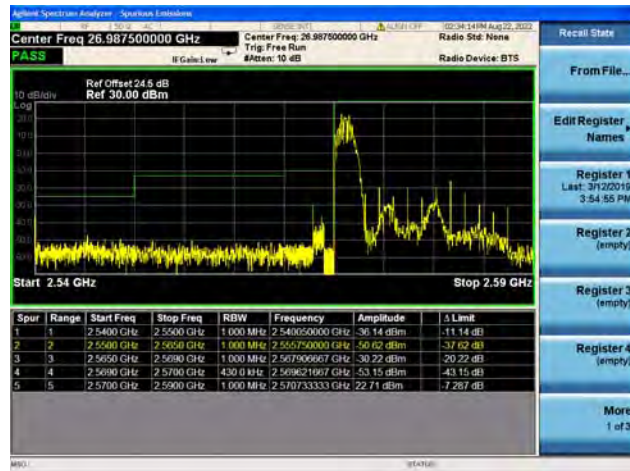 Agilent Spectrum Analyzer - Spurious Emissions
RF 50 Ω AC SENSE:INT ALIGN OFF 02:34:14 PM Aug 22, 2022
Center Freq 26.987500000 GHz
Center Freq: 26.987500000 GHz
Radio Std: None
PASS
Trig: Free Run
IFGain:Low
#Atten: 10 dB
Radio Device: BTS
Ref Offset 24.5 dB
10 dB/div Ref 30.00 dBm
Log
Start 2.54 GHz
Stop 2.59 GHz
Spur Range Start Freq Stop Freq RBW Frequency Amplitude Δ Limit
1 1 2.5400 GHz 2.5500 GHz 1.000 MHz 2.540050000 GHz -36.14 dBm -11.14 dB
2 2 2.5500 GHz 2.5650 GHz 1.000 MHz 2.555750000 GHz -50.62 dBm -37.62 dB
3 3 2.5650 GHz 2.5690 GHz 1.000 MHz 2.567906667 GHz -30.22 dBm -20.22 dB
4 4 2.5690 GHz 2.5700 GHz 430.0 kHz 2.569621667 GHz -53.15 dBm -43.15 dB
5 5 2.5700 GHz 2.5900 GHz 1.000 MHz 2.570733333 GHz 22.71 dBm -7.287 dB
MSG
STATUS
Recall State
From File...
Edit Register
Names
Register 1
Last: 3/12/2019
3:54:55 PM
Register 2
(empty)
Register 3
(empty)
Register 4
(empty)
More
1 of 3